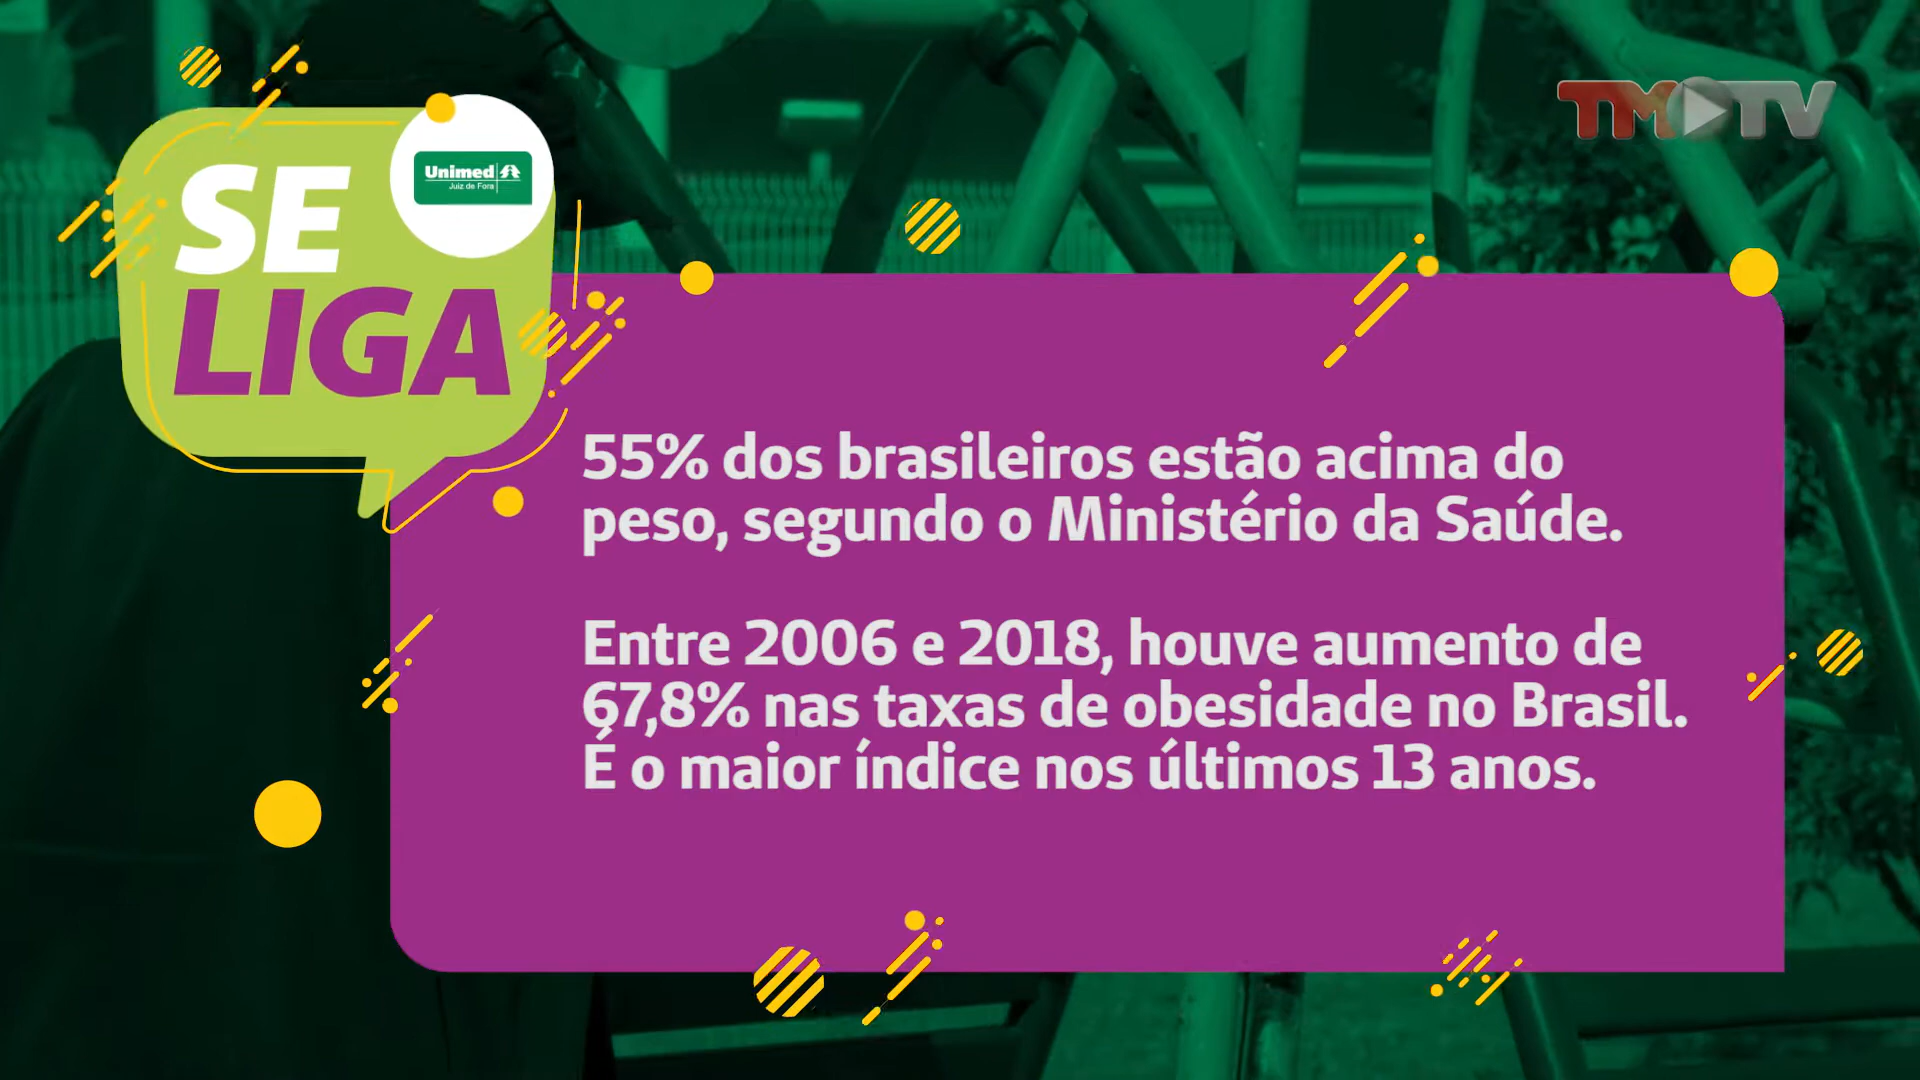 SE
LIGA
Unimed
Juiz de Fora
TMTV
55% dos brasileiros estão acima do
peso, segundo o Ministério da Saúde.
Entre 2006 e 2018, houve aumento de
67,8% nas taxas de obesidade no Brasil.
É o maior índice nos últimos 13 anos.